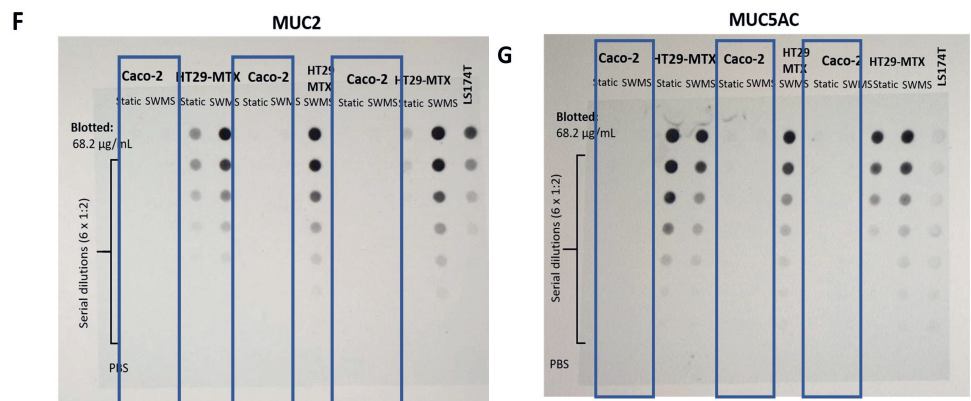 F
MUC2
Caco-2 HT29-MTX Caco-2 HT29 MTX Caco-2 HT29-MTX LS174T
Static SWMS Static SWMS Static SWMS SWMS Static SWMS Static SWMS
Blotted:
68.2 µg/mL
Serial dilutions (6 x 1:2)
PBS
G
MUC5AC
Caco-2 HT29-MTX Caco-2 HT29 MTX Caco-2 HT29-MTX LS174T
Static SWMS Static SWMS Static SWMS SWMS Static SWMS Static SWMS
Blotted:
68.2 µg/mL
Serial dilutions (6 x 1:2)
PBS